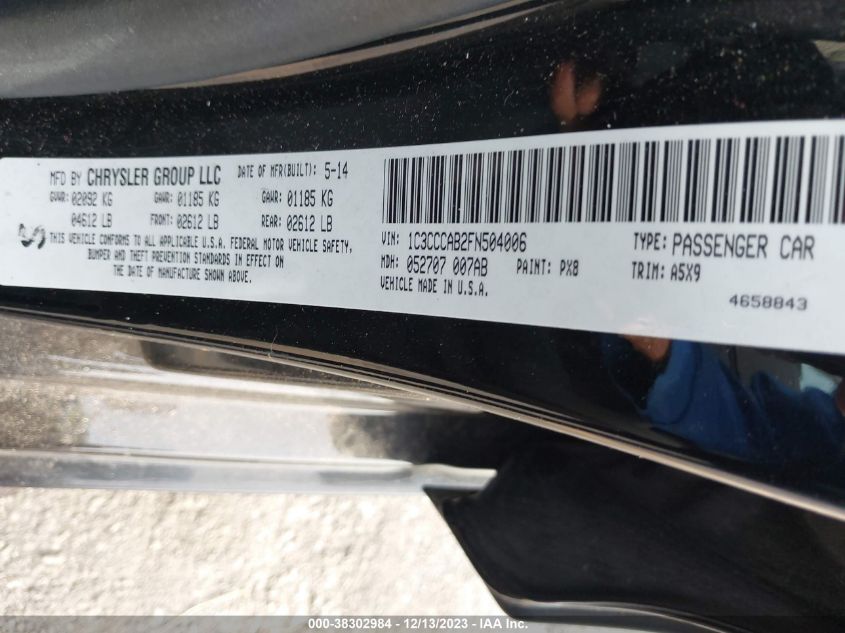 MFD BY CHRYSLER GROUP LLC DATE OF MFR(BUILT): 5-14
GVWR: 02092 KG GAWR: 01185 KG GAWR: 01185 KG
04612 LB FRONT: 02612 LB REAR: 02612 LB
THIS VEHICLE CONFORMS TO ALL APPLICABLE U.S.A. FEDERAL MOTOR VEHICLE SAFETY,
BUMPER AND THEFT PREVENTION STANDARDS IN EFFECT ON
THE DATE OF MANUFACTURE SHOWN ABOVE.
VIN: 1C3CCCAB2FN504006 TYPE: PASSENGER CAR
MDH: 052707 007AB PAINT: PX8 TRIM: A5X9
VEHICLE MADE IN U.S.A.
4658843
000-38302984 - 12/13/2023 - IAA Inc.